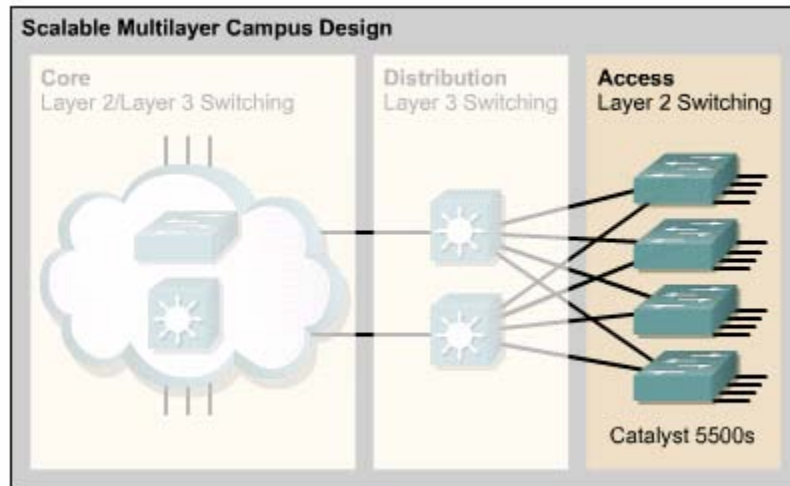 Scalable Multilayer Campus Design
Core
Layer 2/Layer 3 Switching
Distribution
Layer 3 Switching
Access
Layer 2 Switching
Catalyst 5500s